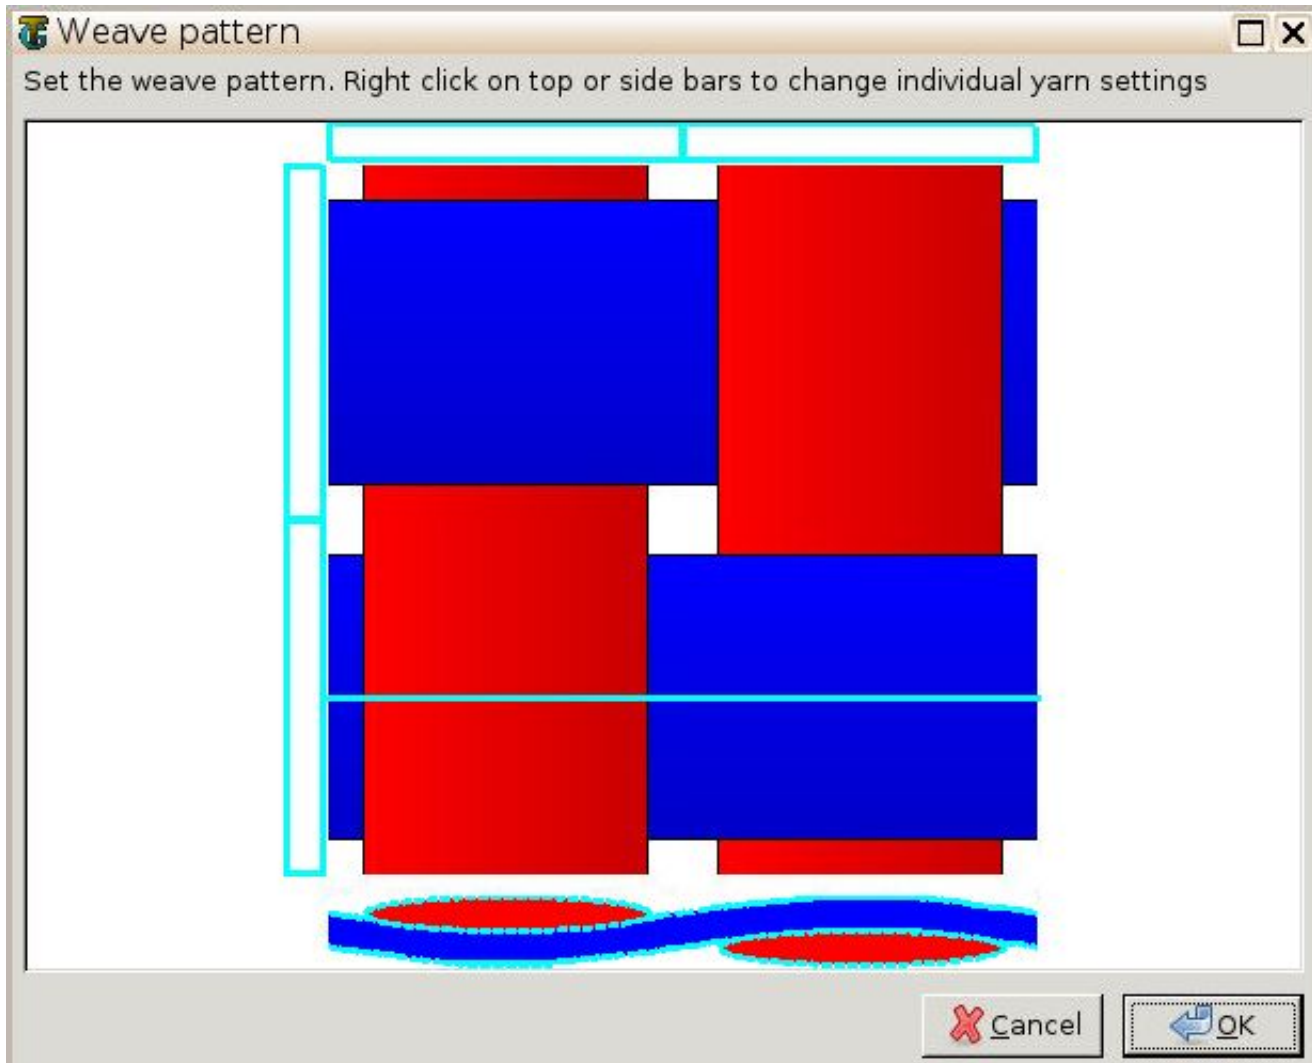 Weave pattern
Set the weave pattern. Right click on top or side bars to change individual yarn settings
Cancel
OK